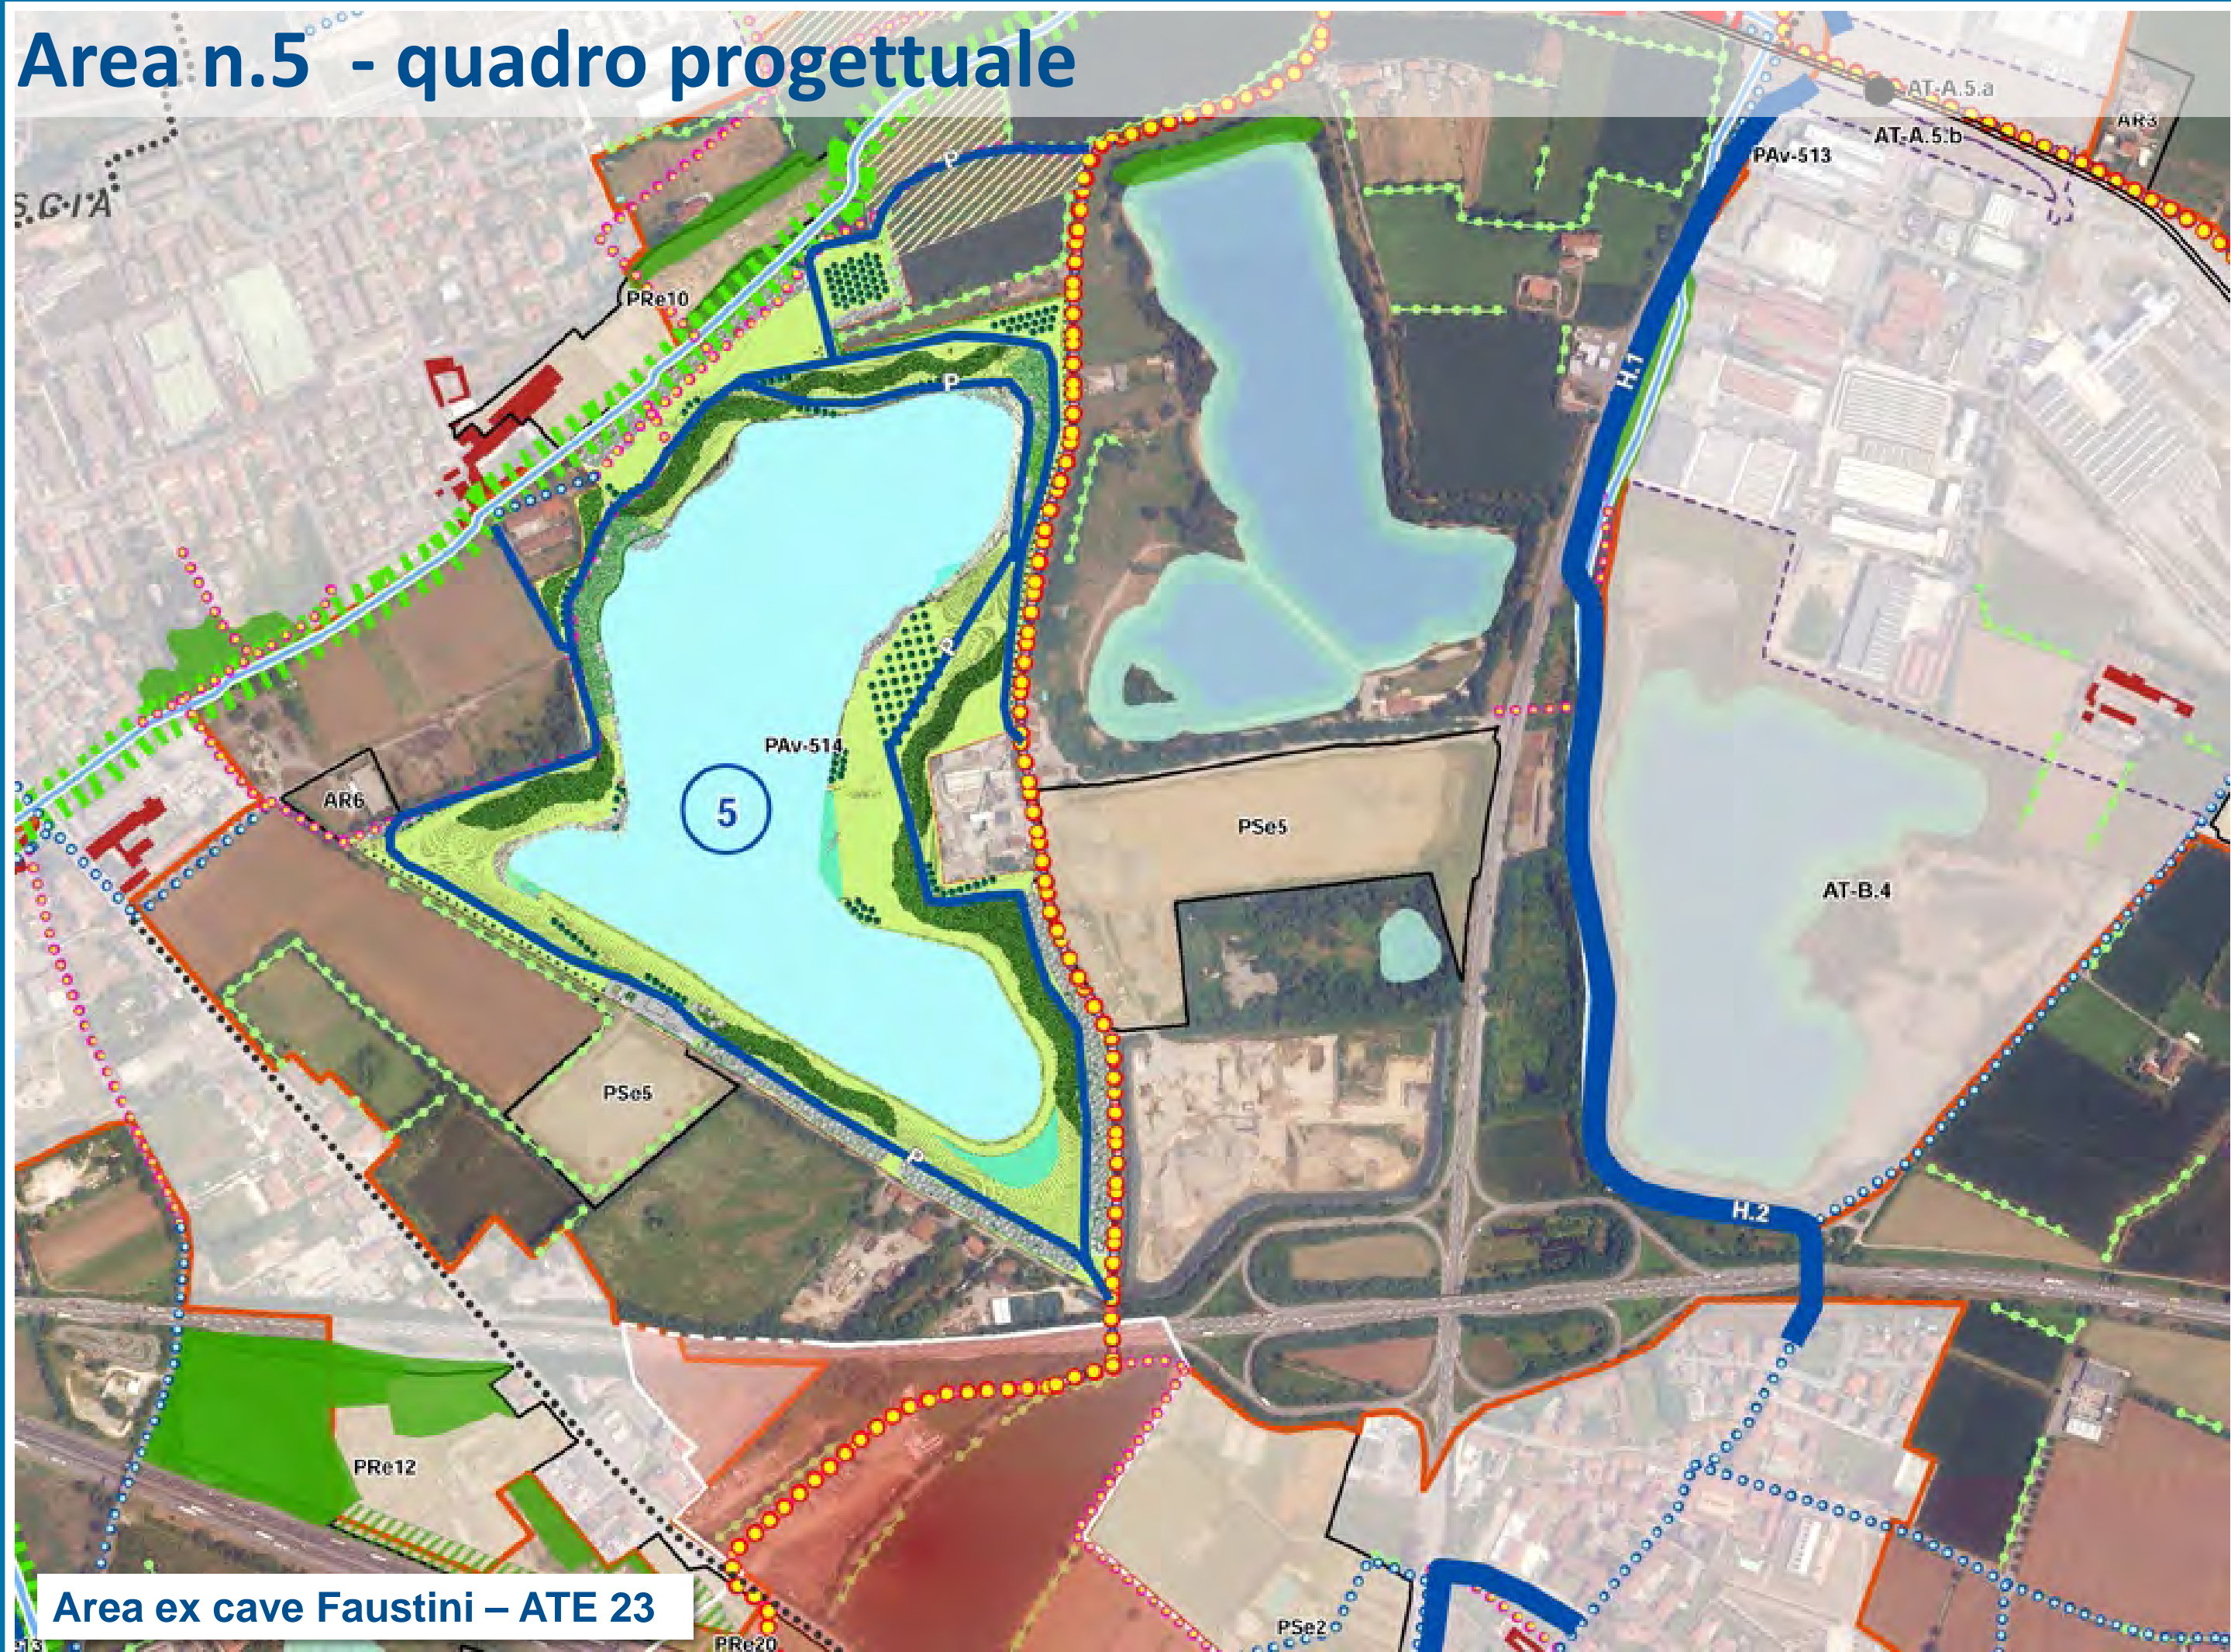 Area n.5 - quadro progettuale
AT-A.5.a
AR3
AT-A.5.b
PAv-513
P
PRe10
H.1
P
P
PAv-514
AR6
5
PSe5
AT-B.4
PSe5
P
H.2
PRe12
Area ex cave Faustini – ATE 23
PSe2
PRe20